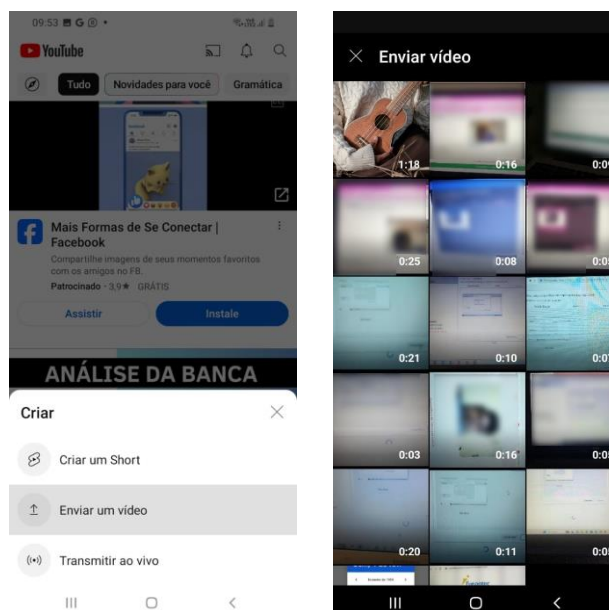 09:53
YouTube
Tudo
Novidades para você
Gramática
Mais Formas de Se Conectar |
Facebook
Compartilhe imagens de seus momentos favoritos
com os amigos no FB.
Patrocinado · 3,9★ GRÁTIS
Assistir
Instale
ANÁLISE DA BANCA
Criar
Criar um Short
Enviar um vídeo
Transmitir ao vivo
Enviar vídeo
1:18
0:16
0:25
0:08
0:21
0:10
0:03
0:16
0:20
0:11